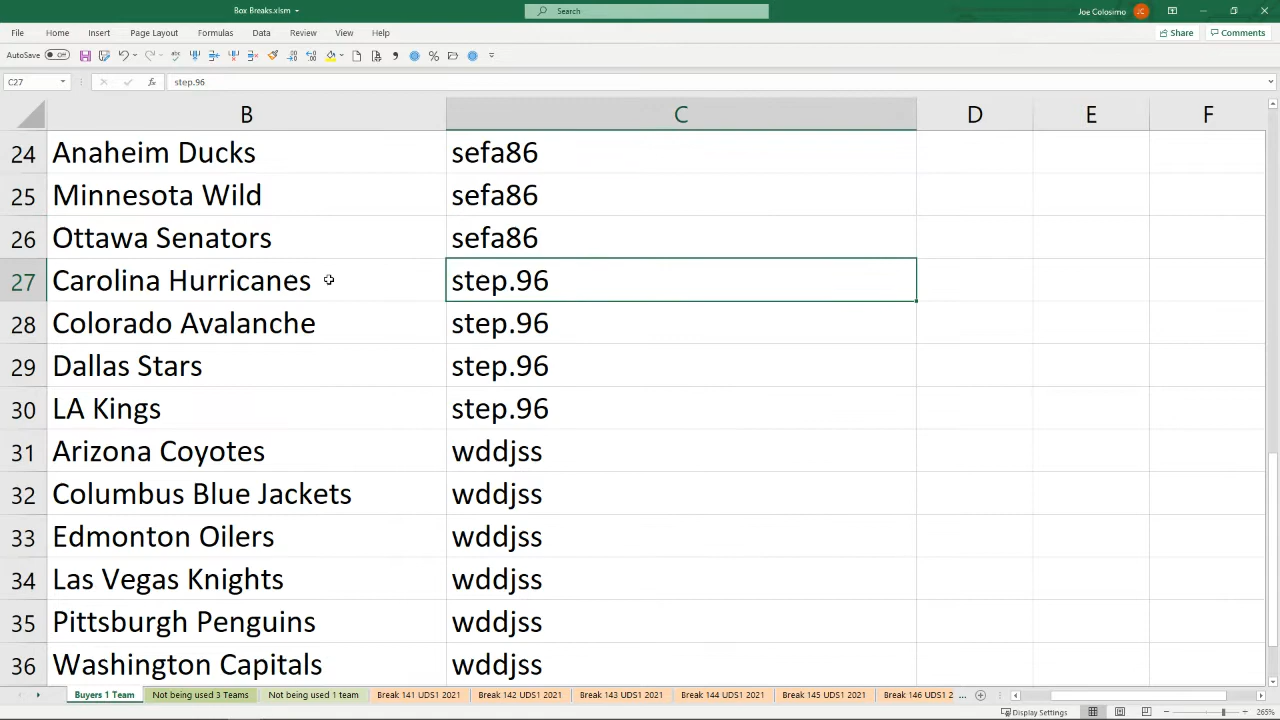 Box Breaks.xlsm
Search
Joe Colosimo
JC
File Home Insert Page Layout Formulas Data Review View Help
Share Comments
AutoSave Off
C27 fx step.96
B C D E F
24 Anaheim Ducks sefa86
25 Minnesota Wild sefa86
26 Ottawa Senators sefa86
27 Carolina Hurricanes step.96
28 Colorado Avalanche step.96
29 Dallas Stars step.96
30 LA Kings step.96
31 Arizona Coyotes wddjss
32 Columbus Blue Jackets wddjss
33 Edmonton Oilers wddjss
34 Las Vegas Knights wddjss
35 Pittsburgh Penguins wddjss
36 Washington Capitals wddjss
Buyers 1 Team Not being used 3 Teams Not being used 1 team Break 141 UDS1 2021 Break 142 UDS1 2021 Break 143 UDS1 2021 Break 144 UDS1 2021 Break 145 UDS1 2021 Break 146 UDS1 2 ...
Display Settings 265%